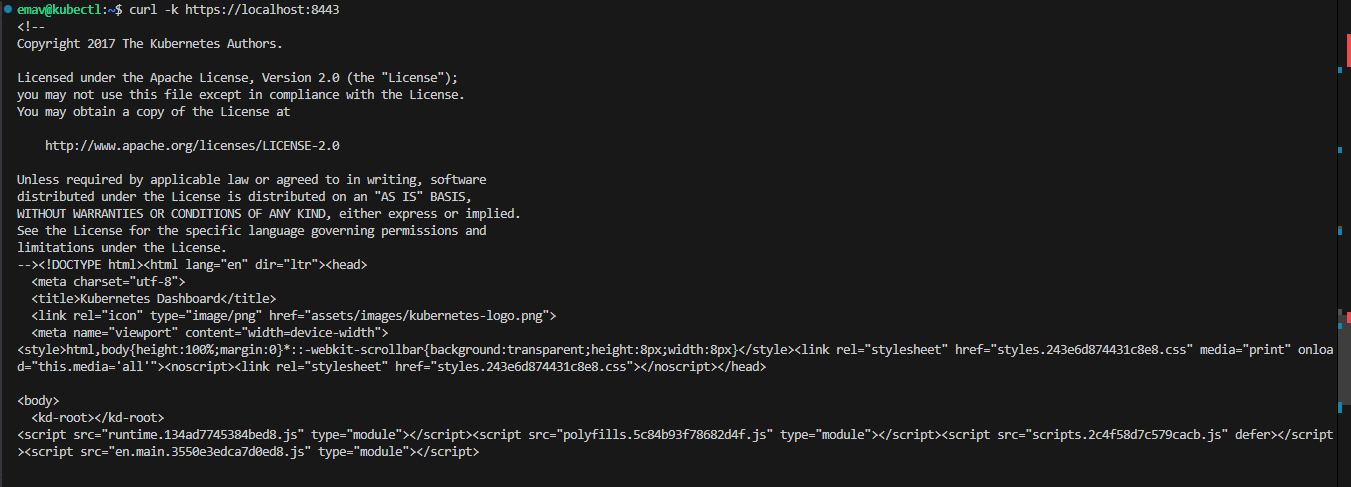 emav@kubectl:~$ curl -k https://localhost:8443
<!--
Copyright 2017 The Kubernetes Authors.
Licensed under the Apache License, Version 2.0 (the "License");
you may not use this file except in compliance with the License.
You may obtain a copy of the License at
http://www.apache.org/licenses/LICENSE-2.0
Unless required by applicable law or agreed to in writing, software
distributed under the License is distributed on an "AS IS" BASIS,
WITHOUT WARRANTIES OR CONDITIONS OF ANY KIND, either express or implied.
See the License for the specific language governing permissions and
limitations under the License.
--><!DOCTYPE html><html lang="en" dir="ltr"><head>
<meta charset="utf-8">
<title>Kubernetes Dashboard</title>
<link rel="icon" type="image/png" href="assets/images/kubernetes-logo.png">
<meta name="viewport" content="width=device-width">
<style>html,body{height:100%;margin:0}*::-webkit-scrollbar{background:transparent;height:8px;width:8px}</style><link rel="stylesheet" href="styles.243e6d874431c8e8.css" media="print" onloa
d="this.media='all'"><noscript><link rel="stylesheet" href="styles.243e6d874431c8e8.css"></noscript></head>
<body>
<kd-root></kd-root>
<script src="runtime.134ad7745384bed8.js" type="module"></script><script src="polyfills.5c84b93f78682d4f.js" type="module"></script><script src="scripts.2c4f58d7c579cacb.js" defer></script
><script src="en.main.3550e3edca7d0ed8.js" type="module"></script>